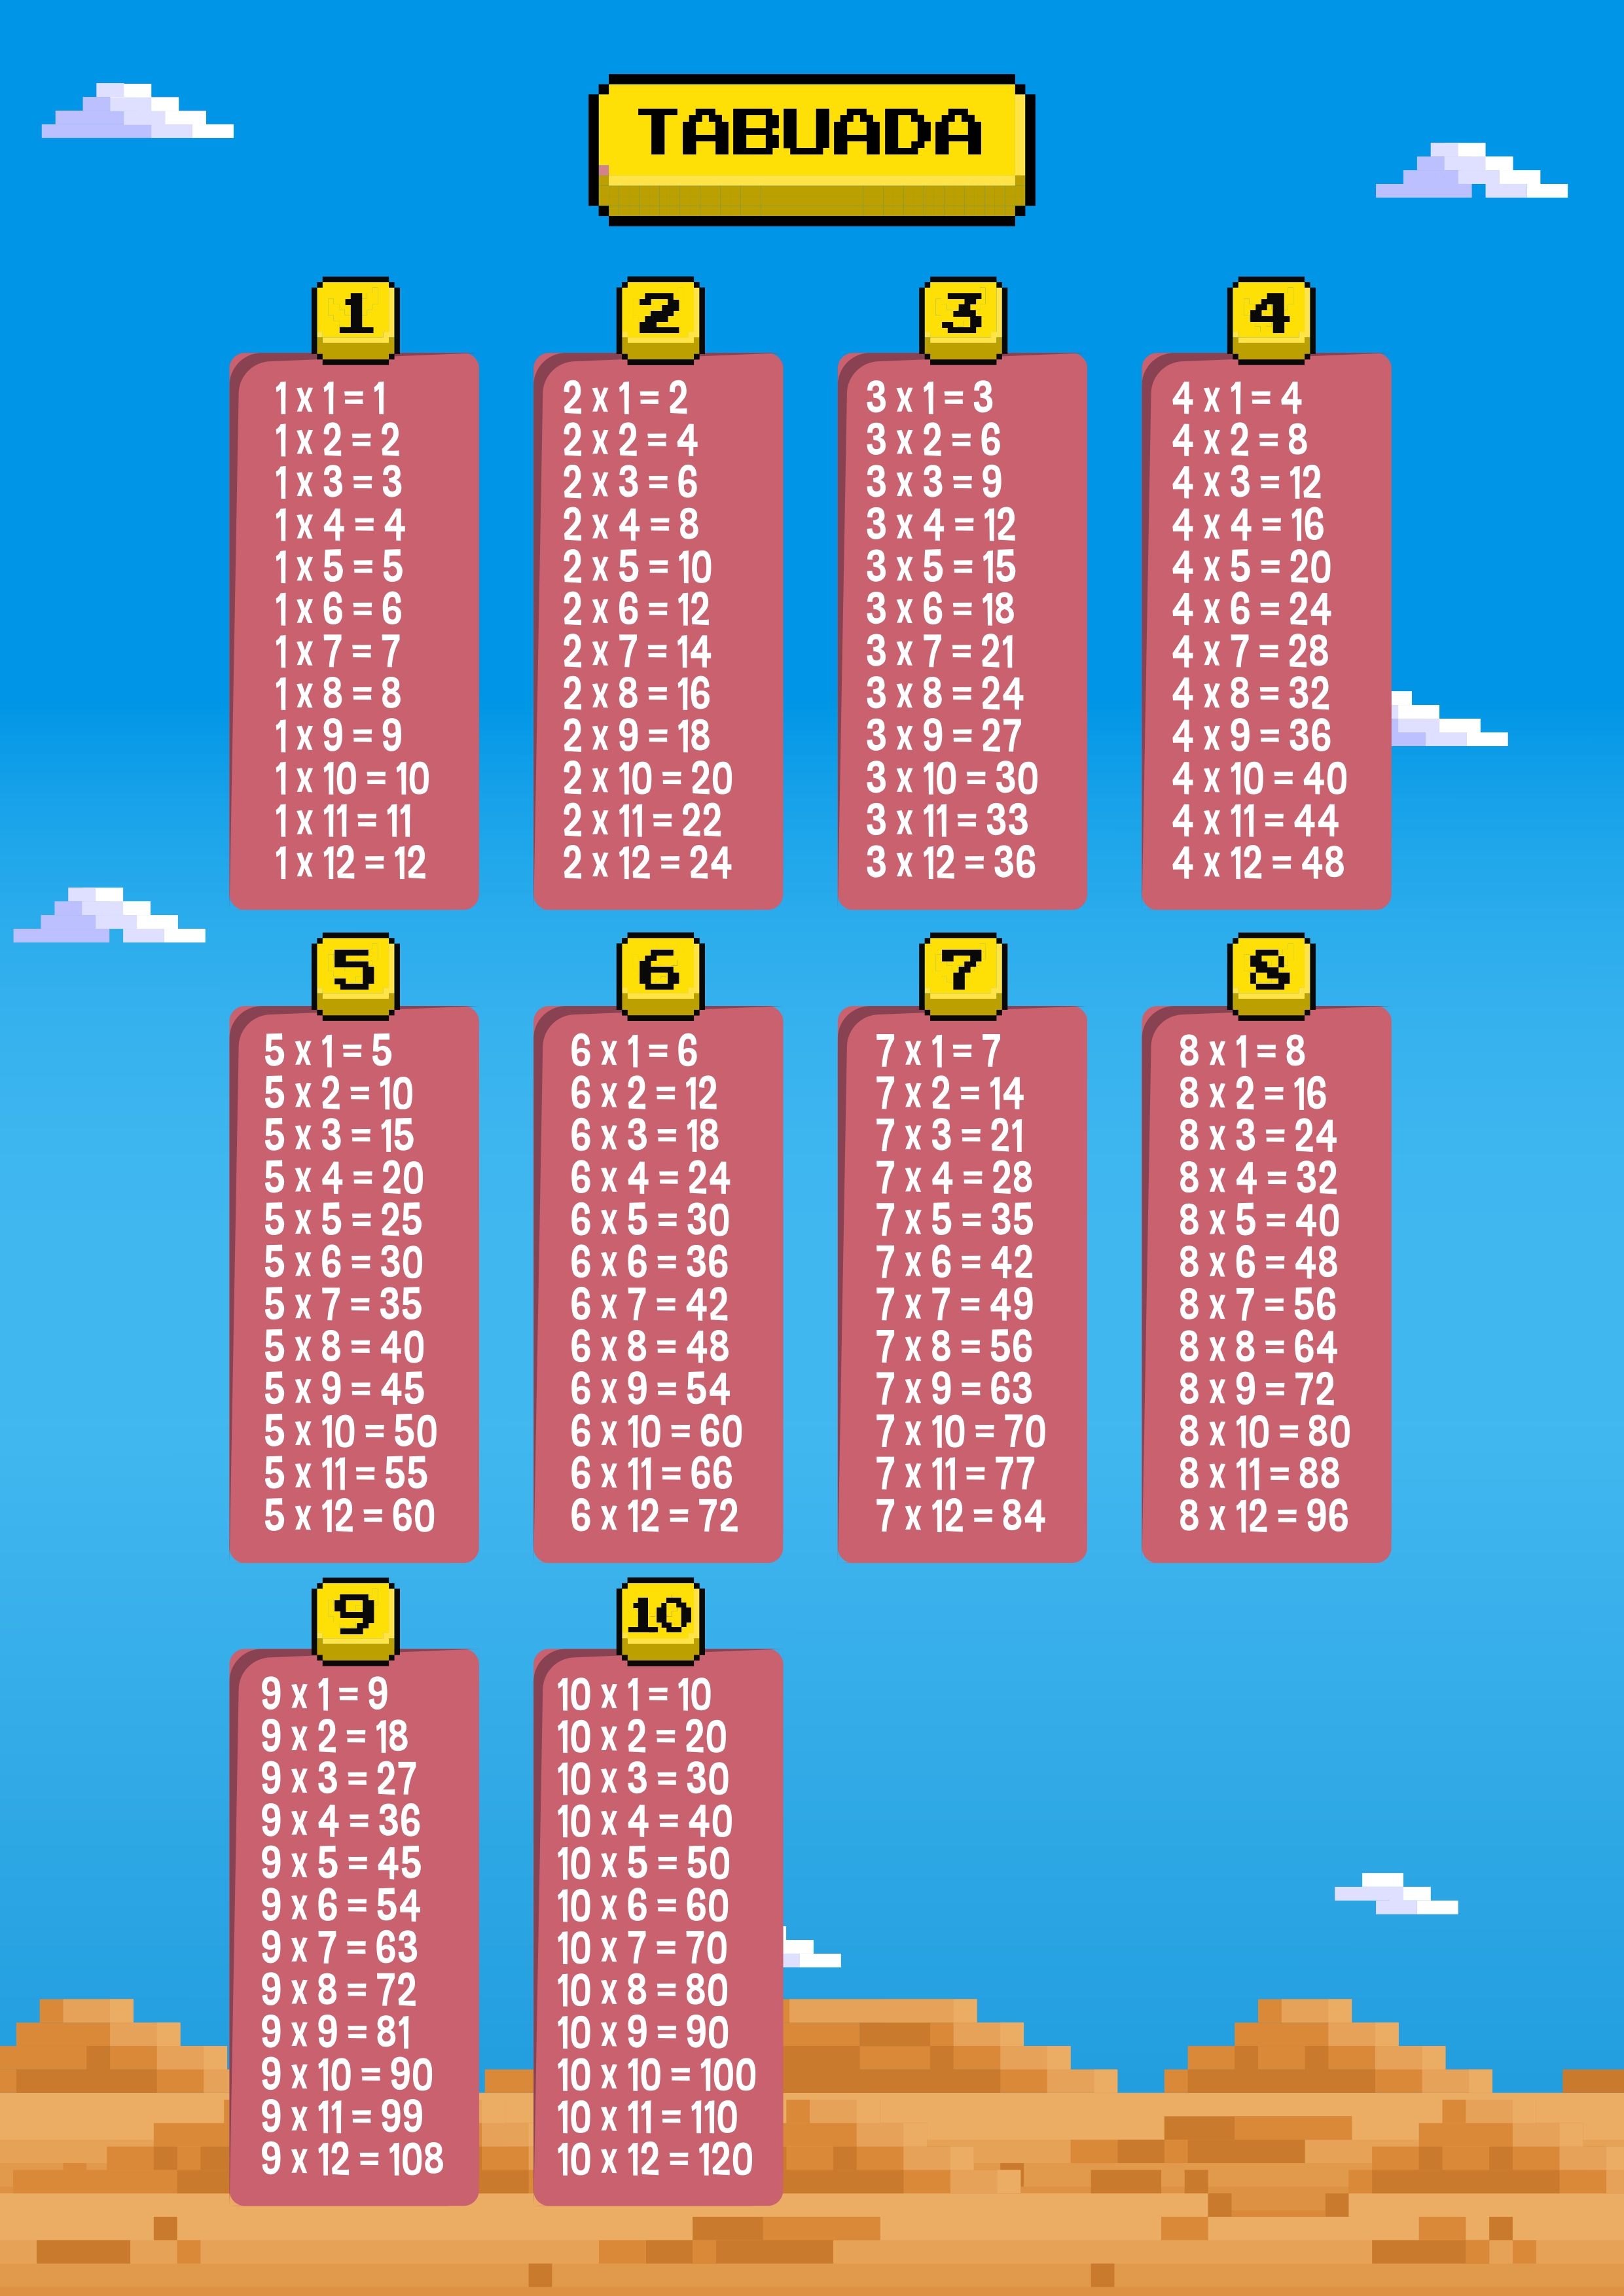 TABUADA
1
1 x 1 = 1
1 x 2 = 2
1 x 3 = 3
1 x 4 = 4
1 x 5 = 5
1 x 6 = 6
1 x 7 = 7
1 x 8 = 8
1 x 9 = 9
1 x 10 = 10
1 x 11 = 11
1 x 12 = 12
2
2 x 1 = 2
2 x 2 = 4
2 x 3 = 6
2 x 4 = 8
2 x 5 = 10
2 x 6 = 12
2 x 7 = 14
2 x 8 = 16
2 x 9 = 18
2 x 10 = 20
2 x 11 = 22
2 x 12 = 24
3
3 x 1 = 3
3 x 2 = 6
3 x 3 = 9
3 x 4 = 12
3 x 5 = 15
3 x 6 = 18
3 x 7 = 21
3 x 8 = 24
3 x 9 = 27
3 x 10 = 30
3 x 11 = 33
3 x 12 = 36
4
4 x 1 = 4
4 x 2 = 8
4 x 3 = 12
4 x 4 = 16
4 x 5 = 20
4 x 6 = 24
4 x 7 = 28
4 x 8 = 32
4 x 9 = 36
4 x 10 = 40
4 x 11 = 44
4 x 12 = 48
5
5 x 1 = 5
5 x 2 = 10
5 x 3 = 15
5 x 4 = 20
5 x 5 = 25
5 x 6 = 30
5 x 7 = 35
5 x 8 = 40
5 x 9 = 45
5 x 10 = 50
5 x 11 = 55
5 x 12 = 60
6
6 x 1 = 6
6 x 2 = 12
6 x 3 = 18
6 x 4 = 24
6 x 5 = 30
6 x 6 = 36
6 x 7 = 42
6 x 8 = 48
6 x 9 = 54
6 x 10 = 60
6 x 11 = 66
6 x 12 = 72
7
7 x 1 = 7
7 x 2 = 14
7 x 3 = 21
7 x 4 = 28
7 x 5 = 35
7 x 6 = 42
7 x 7 = 49
7 x 8 = 56
7 x 9 = 63
7 x 10 = 70
7 x 11 = 77
7 x 12 = 84
8
8 x 1 = 8
8 x 2 = 16
8 x 3 = 24
8 x 4 = 32
8 x 5 = 40
8 x 6 = 48
8 x 7 = 56
8 x 8 = 64
8 x 9 = 72
8 x 10 = 80
8 x 11 = 88
8 x 12 = 96
9
9 x 1 = 9
9 x 2 = 18
9 x 3 = 27
9 x 4 = 36
9 x 5 = 45
9 x 6 = 54
9 x 7 = 63
9 x 8 = 72
9 x 9 = 81
9 x 10 = 90
9 x 11 = 99
9 x 12 = 108
10
10 x 1 = 10
10 x 2 = 20
10 x 3 = 30
10 x 4 = 40
10 x 5 = 50
10 x 6 = 60
10 x 7 = 70
10 x 8 = 80
10 x 9 = 90
10 x 10 = 100
10 x 11 = 110
10 x 12 = 120